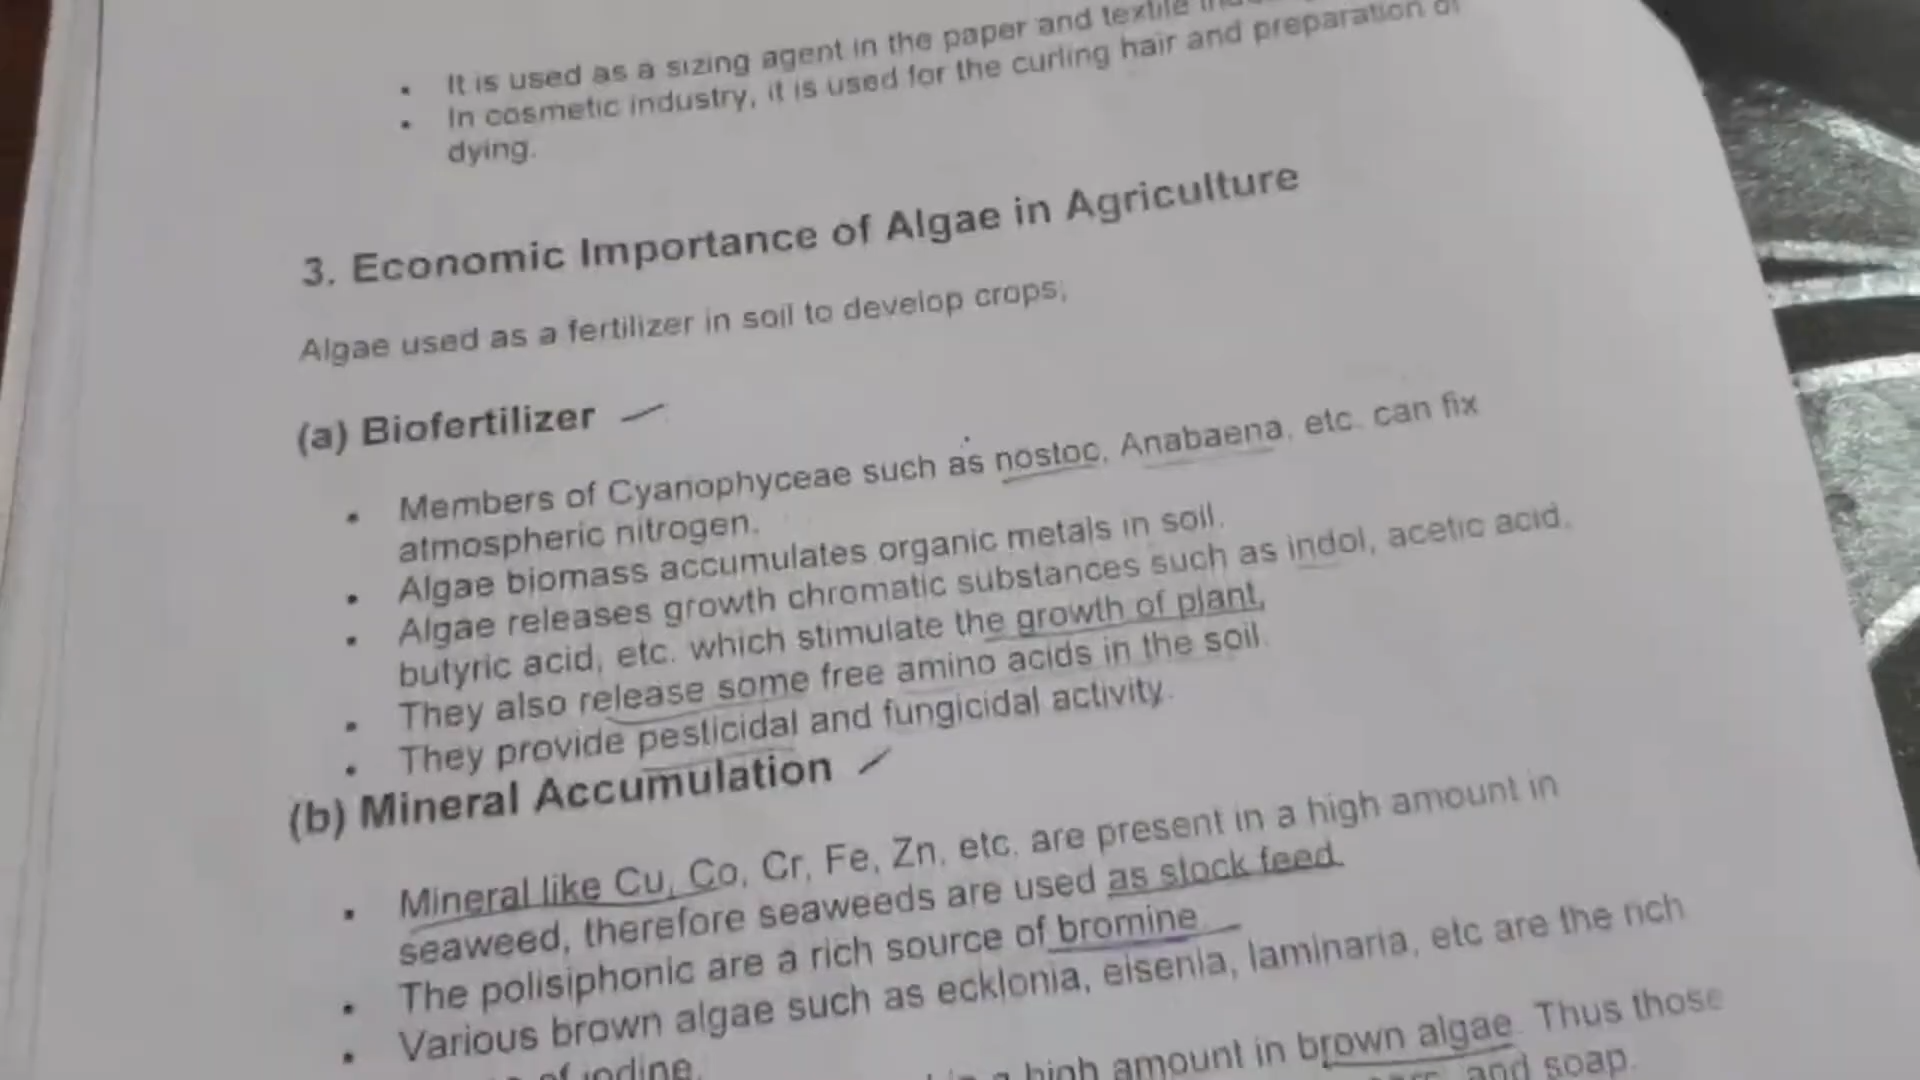 It is used as a sizing agent in the paper and textile
In cosmetic industry, it is used for the curling hair and preparation of
dying.
3. Economic Importance of Algae in Agriculture
Algae used as a fertilizer in soil to develop crops;
(a) Biofertilizer
• Members of Cyanophyceae such as nostoc, Anabaena, etc. can fix
atmospheric nitrogen.
• Algae biomass accumulates organic metals in soil.
• Algae releases growth chromatic substances such as indol, acetic acid,
butyric acid, etc. which stimulate the growth of plant.
• They also release some free amino acids in the soil.
• They provide pesticidal and fungicidal activity.
(b) Mineral Accumulation
• Mineral like Cu, Co, Cr, Fe, Zn, etc. are present in a high amount in
seaweed, therefore seaweeds are used as stock feed.
• The polisiphonic are a rich source of bromine
• Various brown algae such as ecklonia, eisenia, laminaria, etc are the rich
of iodine.
a high amount in brown algae. Thus those
and soap.